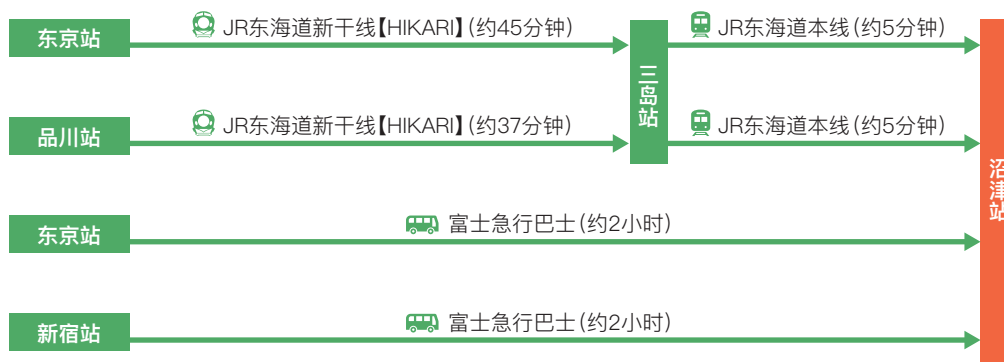 东京站
JR东海道新干线【HIKARI】（约45分钟）
JR东海道本线（约5分钟）
三岛站
品川站
JR东海道新干线【HIKARI】（约37分钟）
JR东海道本线（约5分钟）
沼津站
东京站
富士急行巴士（约2小时）
新宿站
富士急行巴士（约2小时）